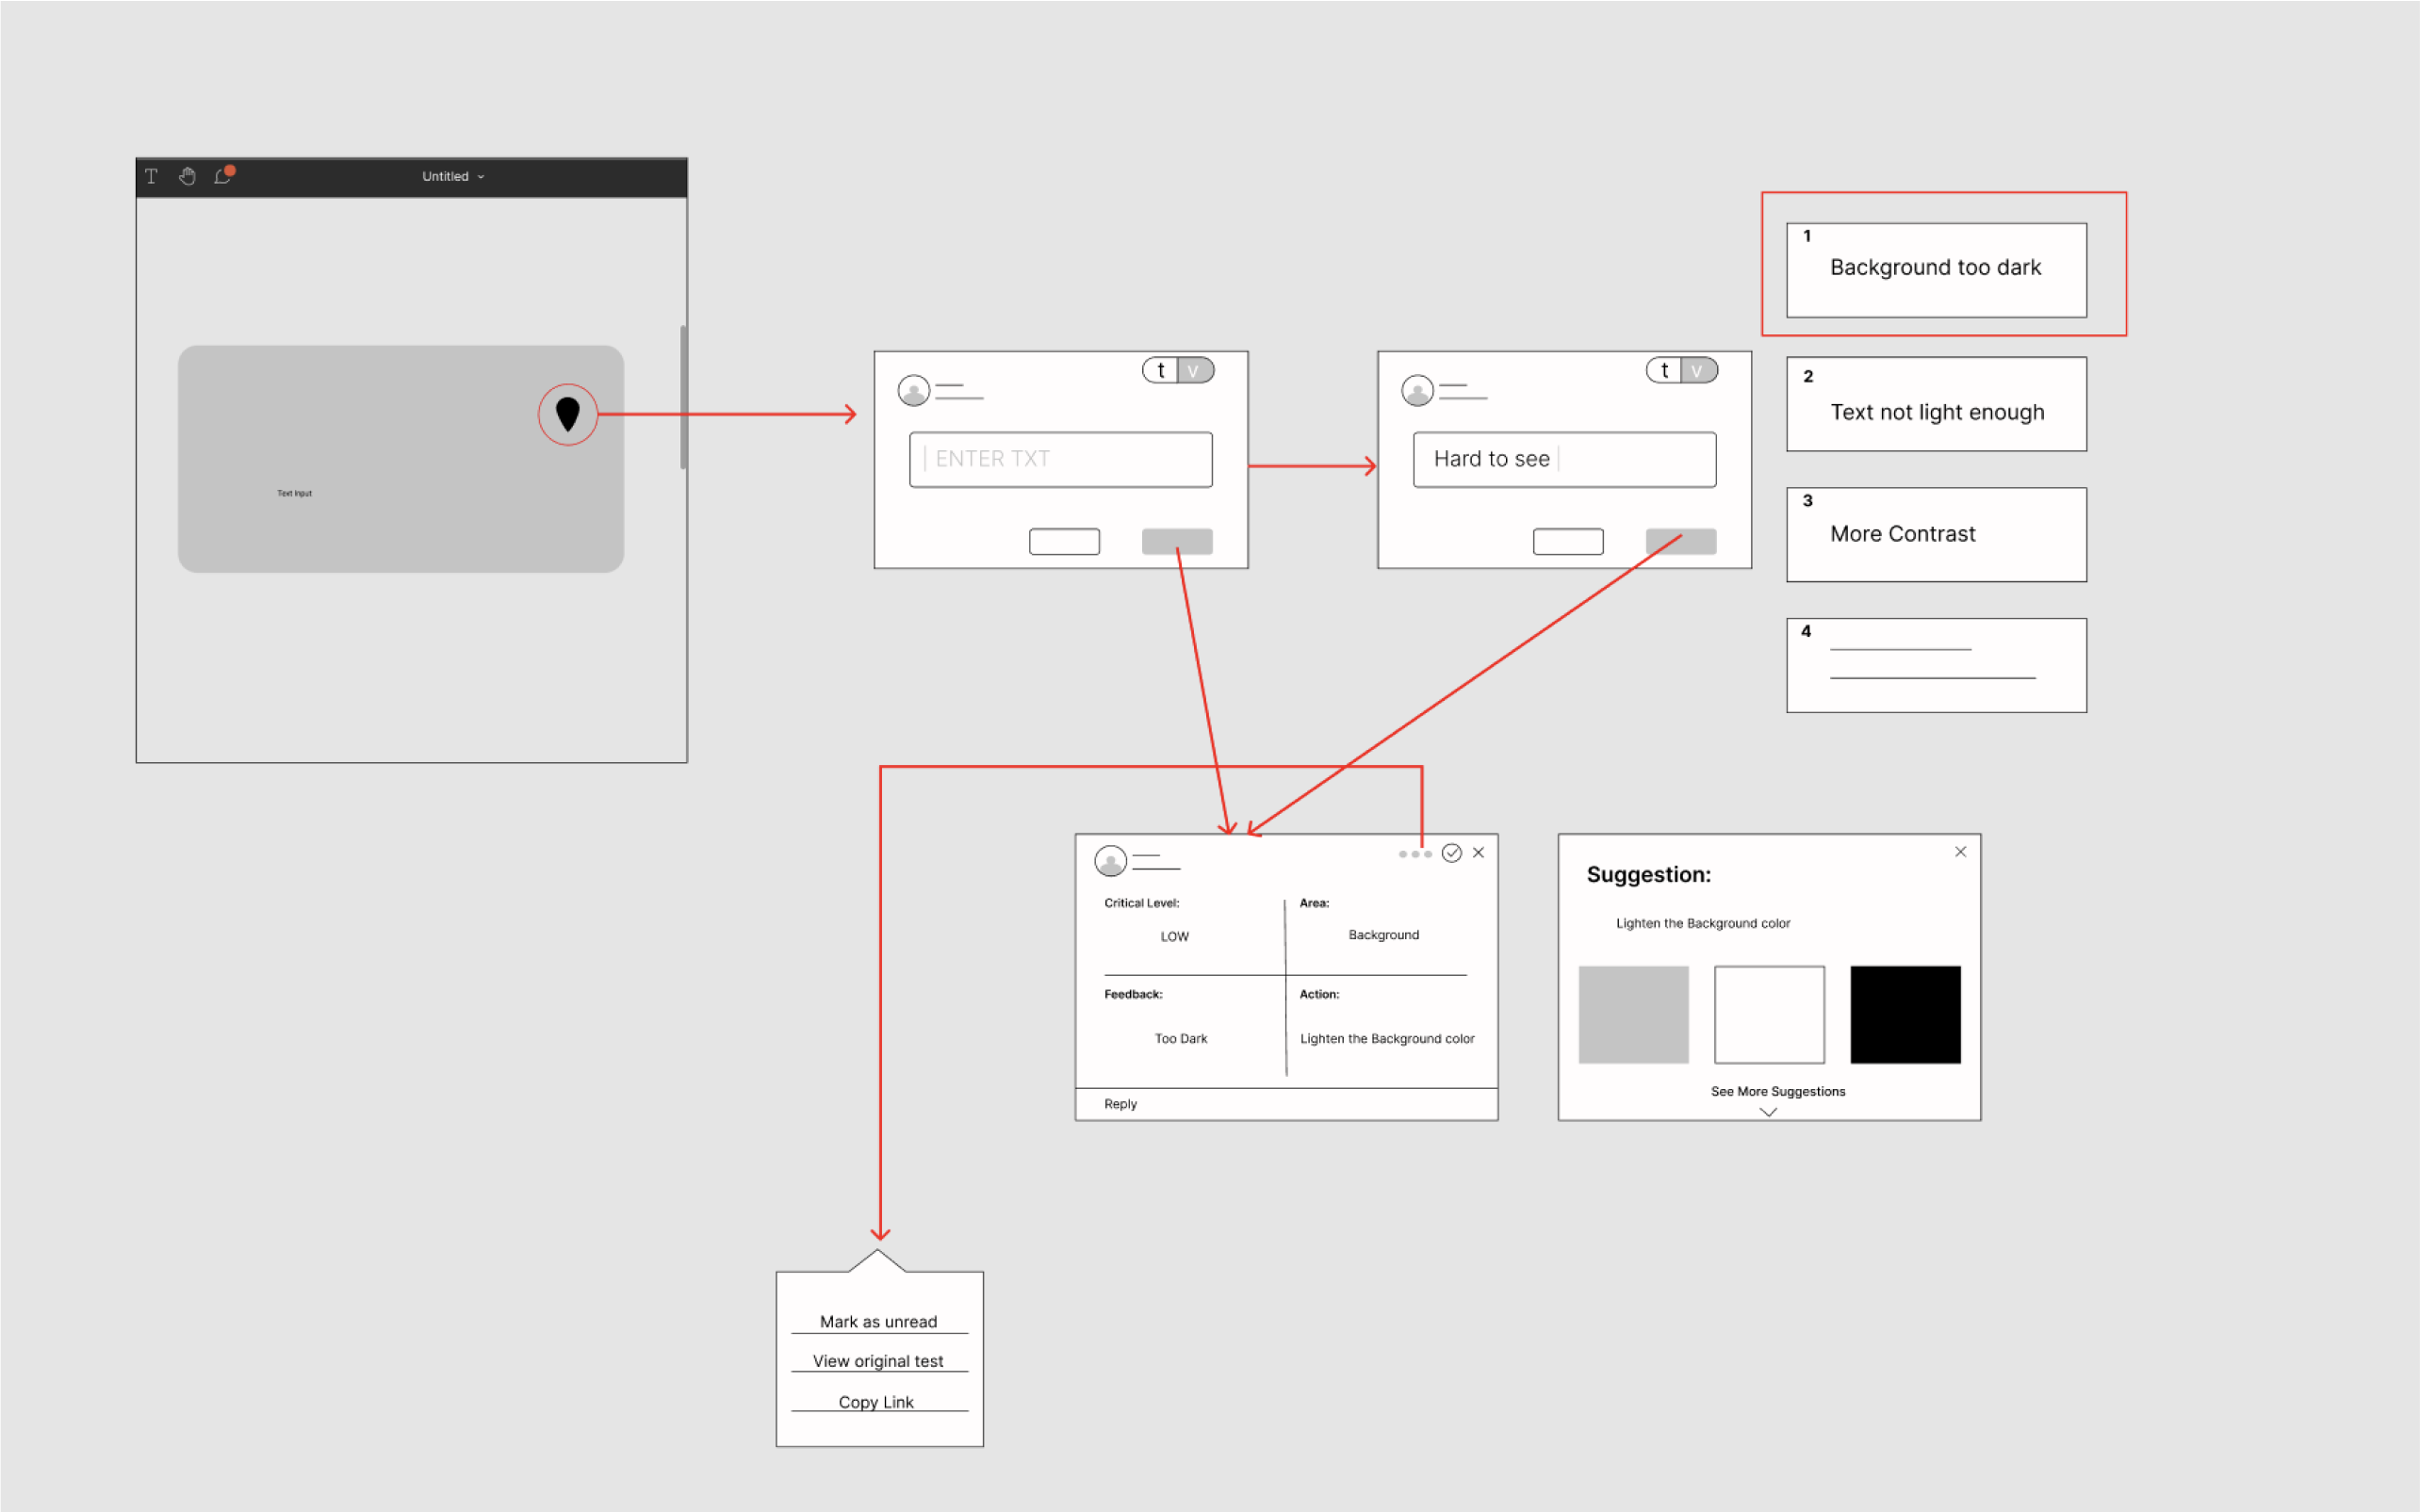 Untitled
Text Input
t v
ENTER TXT
t v
Hard to see
1
Background too dark
2
Text not light enough
3
More Contrast
4
Critical Level:
LOW
Area:
Background
Feedback:
Too Dark
Action:
Lighten the Background color
Reply
Suggestion:
Lighten the Background color
See More Suggestions
Mark as unread
View original test
Copy Link